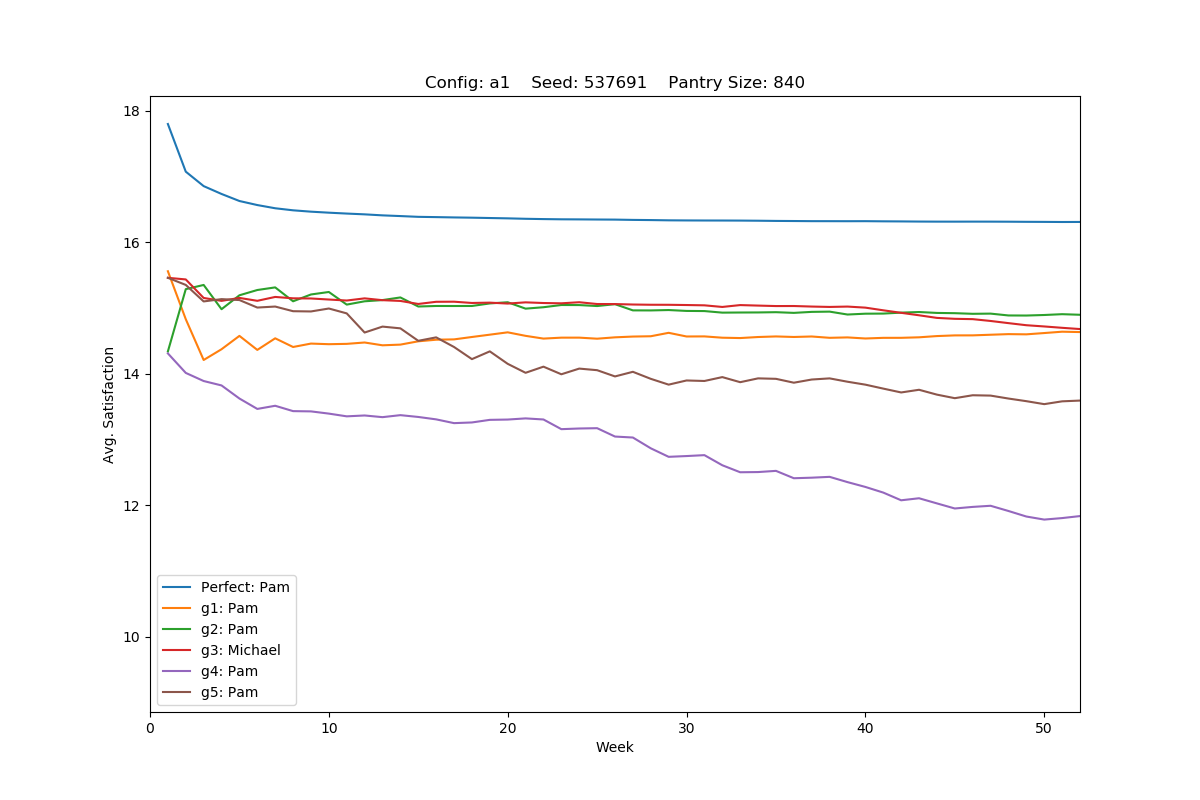 Config: a1    Seed: 537691    Pantry Size: 840
Avg. Satisfaction
18
16
14
12
10
Perfect: Pam
g1: Pam
g2: Pam
g3: Michael
g4: Pam
g5: Pam
0 10 20 30 40 50
Week